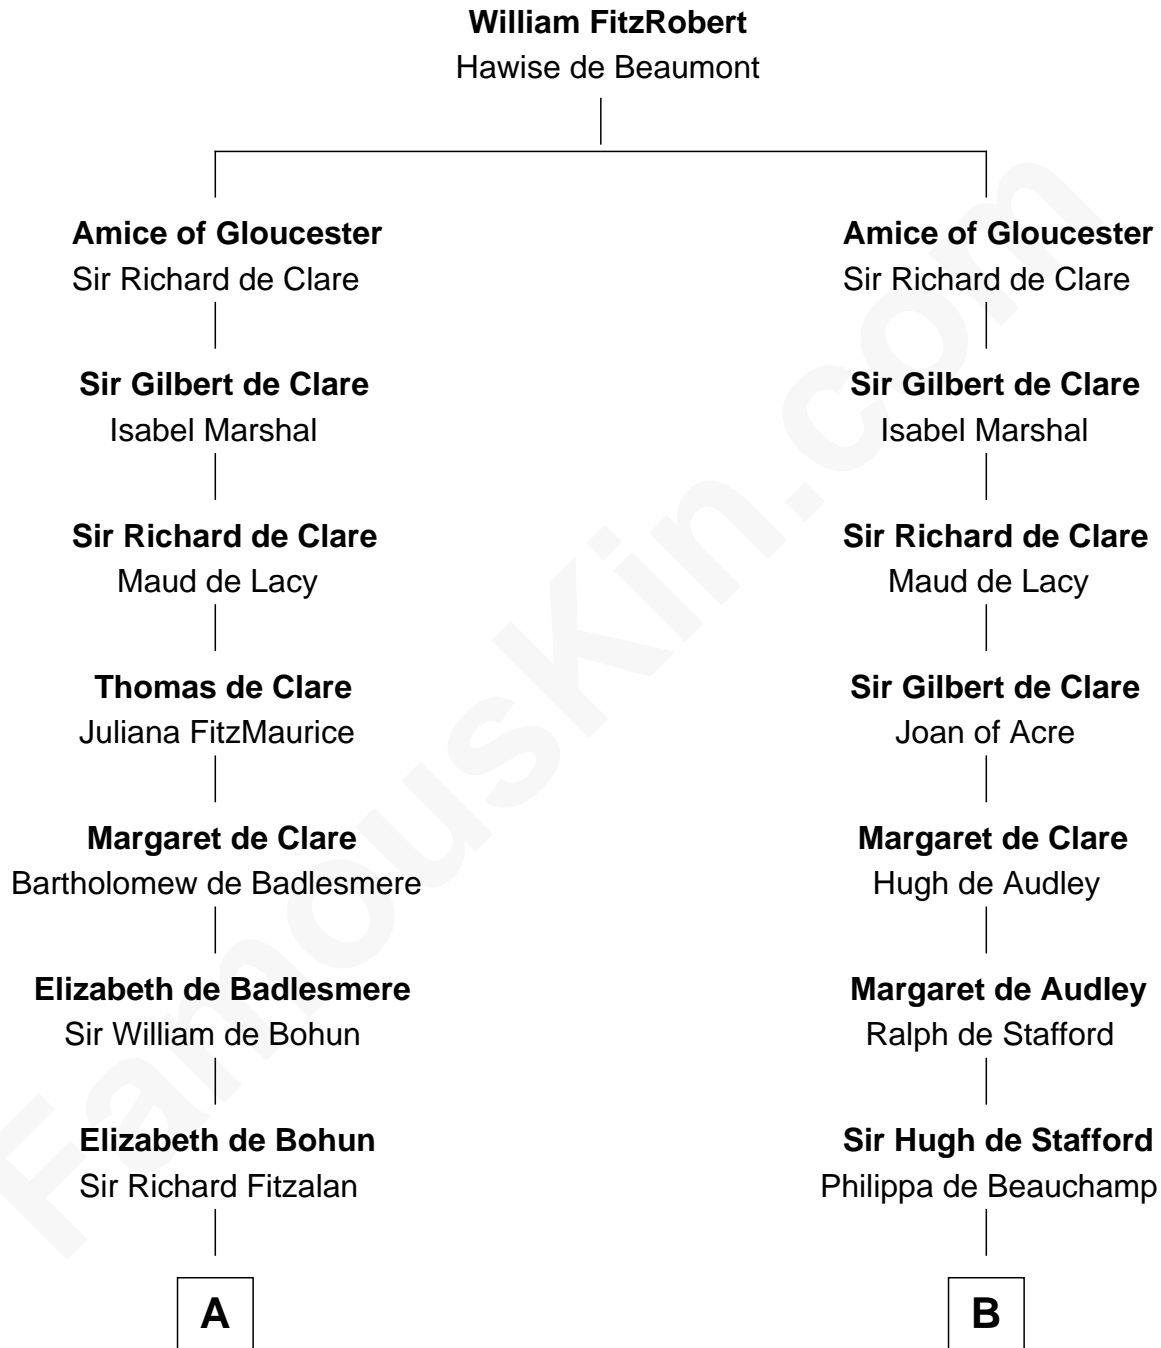 William FitzRobert
Hawise de Beaumont
Amice of Gloucester
Sir Richard de Clare
Sir Gilbert de Clare
Isabel Marshal
Sir Richard de Clare
Maud de Lacy
Thomas de Clare
Juliana FitzMaurice
Margaret de Clare
Bartholomew de Badlesmere
Elizabeth de Badlesmere
Sir William de Bohun
Elizabeth de Bohun
Sir Richard Fitzalan
A
Amice of Gloucester
Sir Richard de Clare
Sir Gilbert de Clare
Isabel Marshal
Sir Richard de Clare
Maud de Lacy
Sir Gilbert de Clare
Joan of Acre
Margaret de Clare
Hugh de Audley
Margaret de Audley
Ralph de Stafford
Sir Hugh de Stafford
Philippa de Beauchamp
B
FamousKin.com